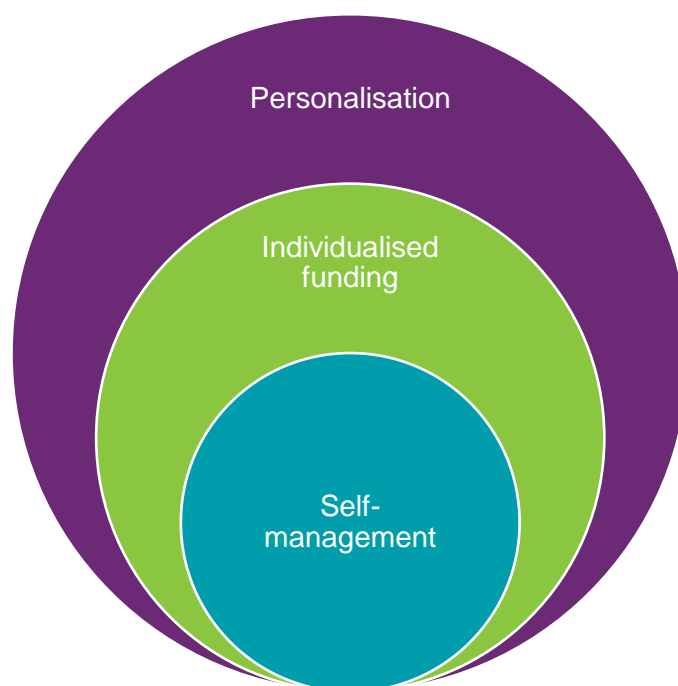 Personalisation
Individualised
funding
Self-
management